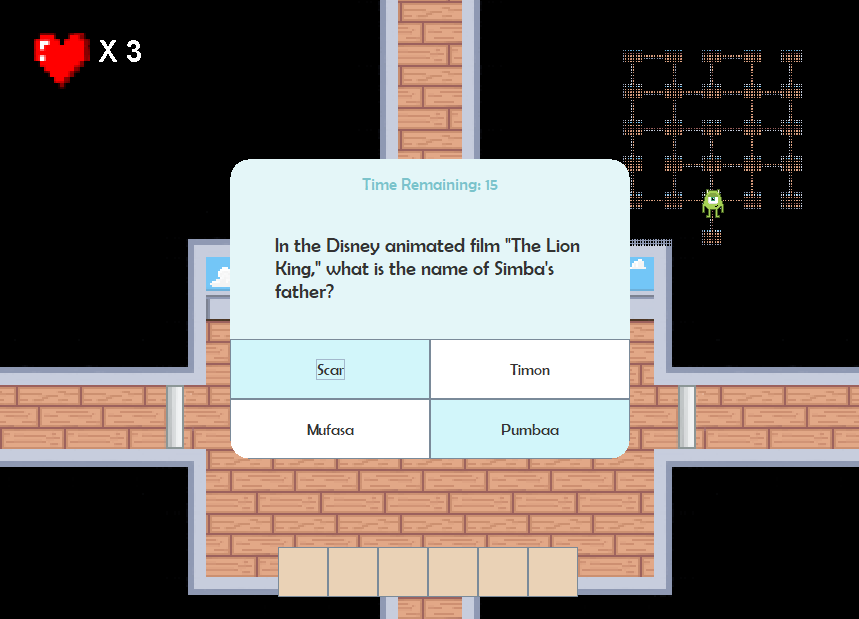 X 3
Time Remaining: 15
In the Disney animated film "The Lion
King," what is the name of Simba's
father?
Scar
Timon
Mufasa
Pumbaa